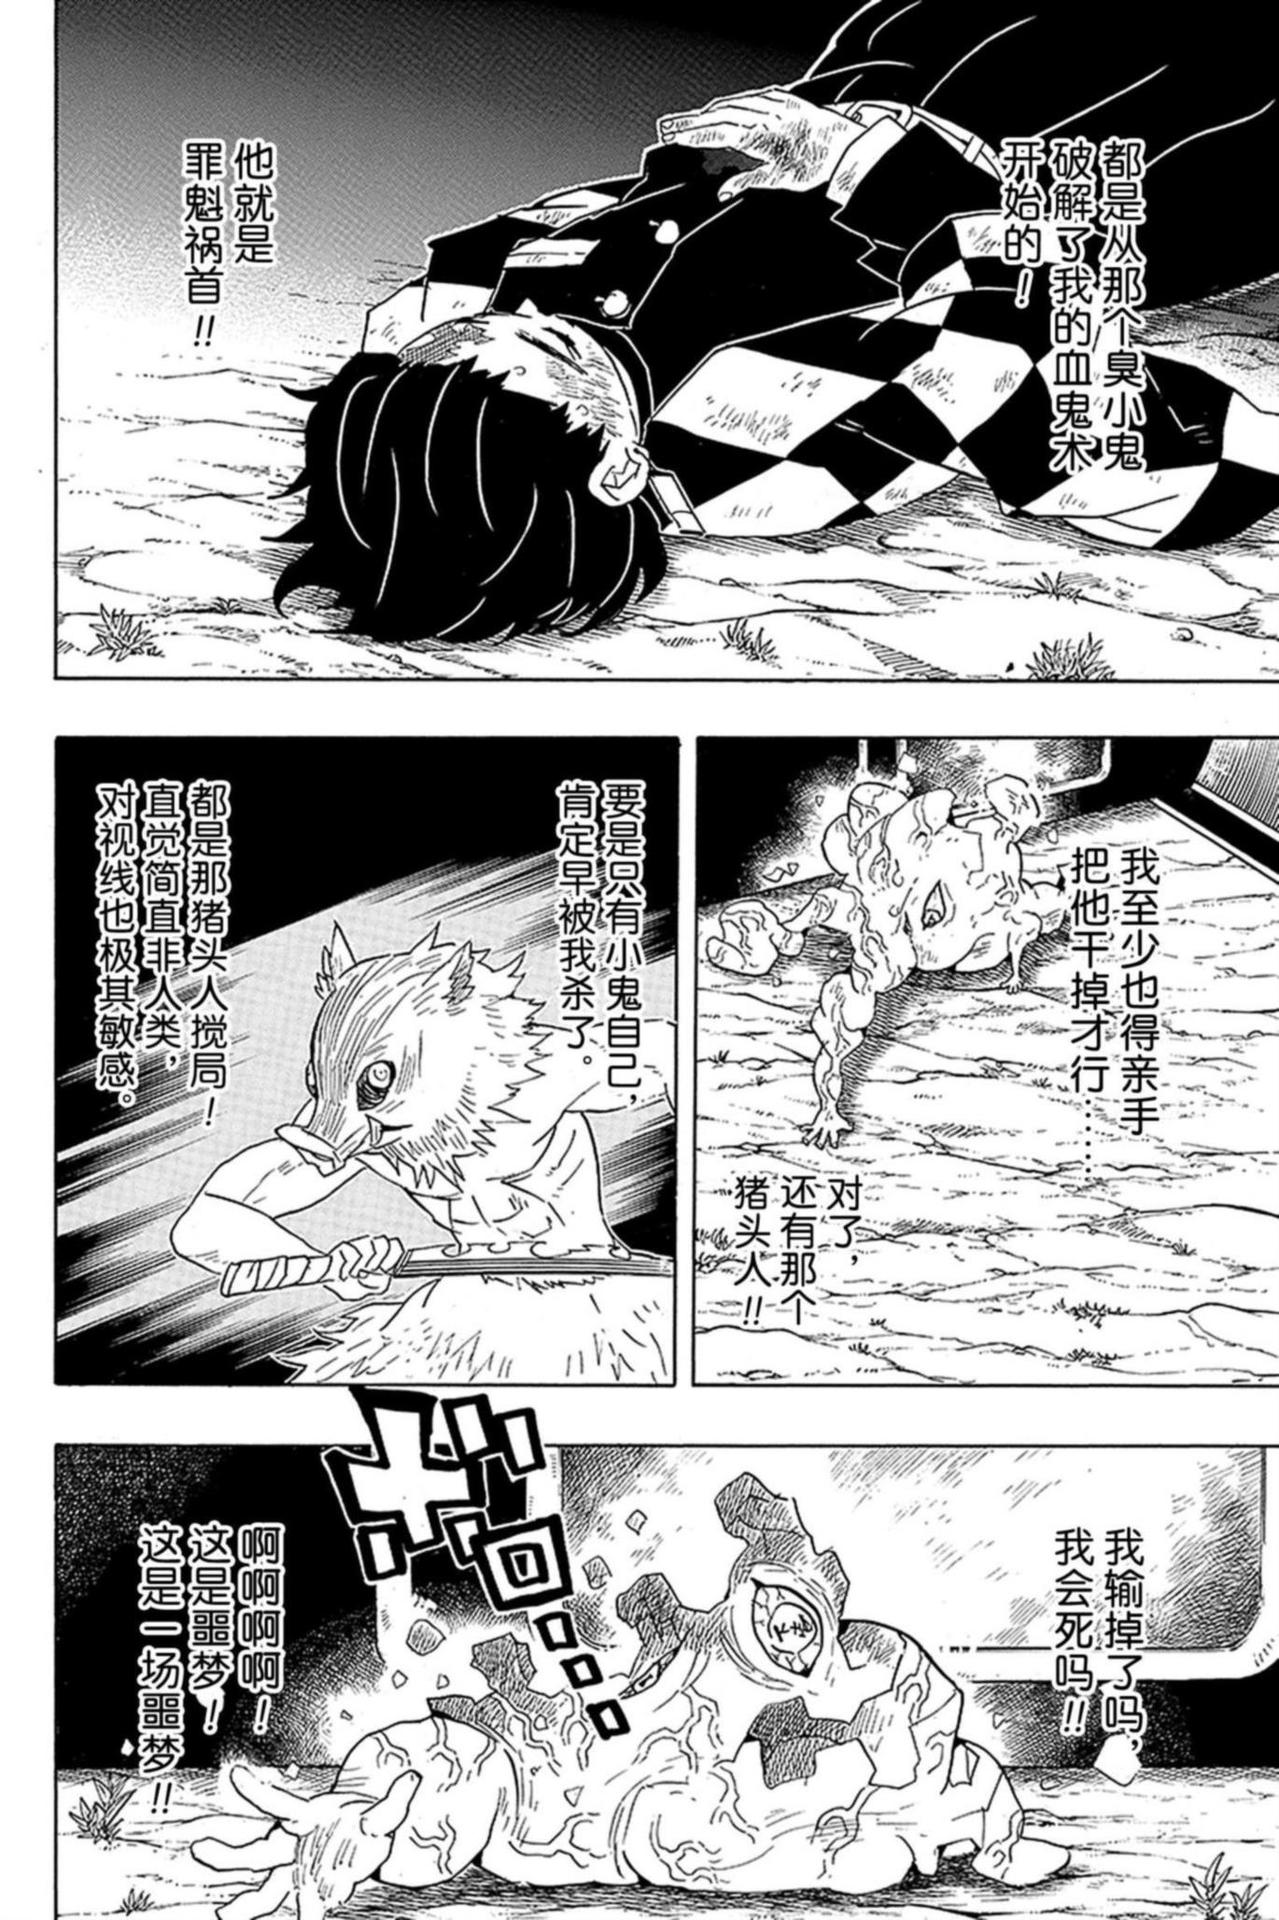 都是从那个臭小鬼
破解了我的血鬼术
开始的！
他就是
罪魁祸首!!
我至少也得亲手
把他干掉才行……
对了，
还有那个
猪头人!!
要是只有小鬼自己，
肯定早被我杀了。
都是那猪头人搅局！
直觉简直非人类，
对视线也极其敏感。
我输掉了吗，
我会死吗!!
啊啊啊啊！
这是噩梦！
这是一场噩梦!!